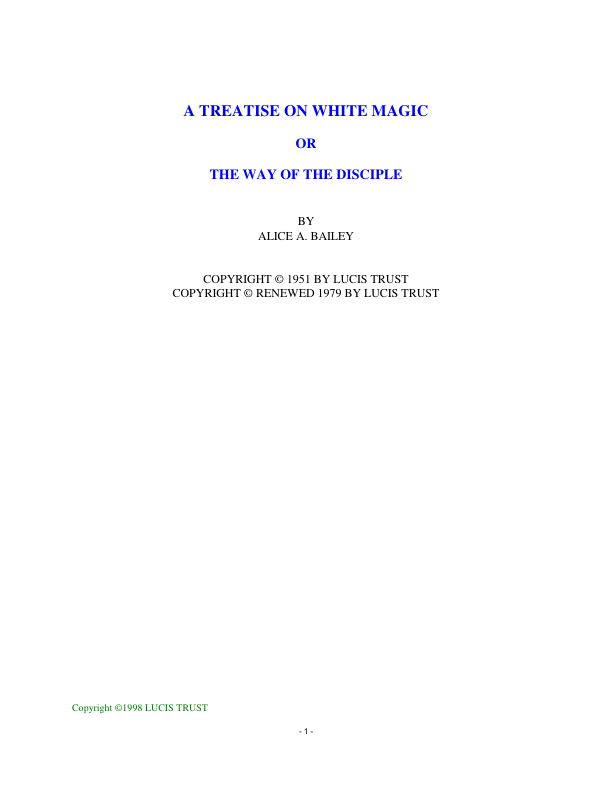 A TREATISE ON WHITE MAGIC
OR
THE WAY OF THE DISCIPLE
BY
ALICE A. BAILEY
COPYRIGHT © 1951 BY LUCIS TRUST
COPYRIGHT © RENEWED 1979 BY LUCIS TRUST
Copyright ©1998 LUCIS TRUST
- 1 -